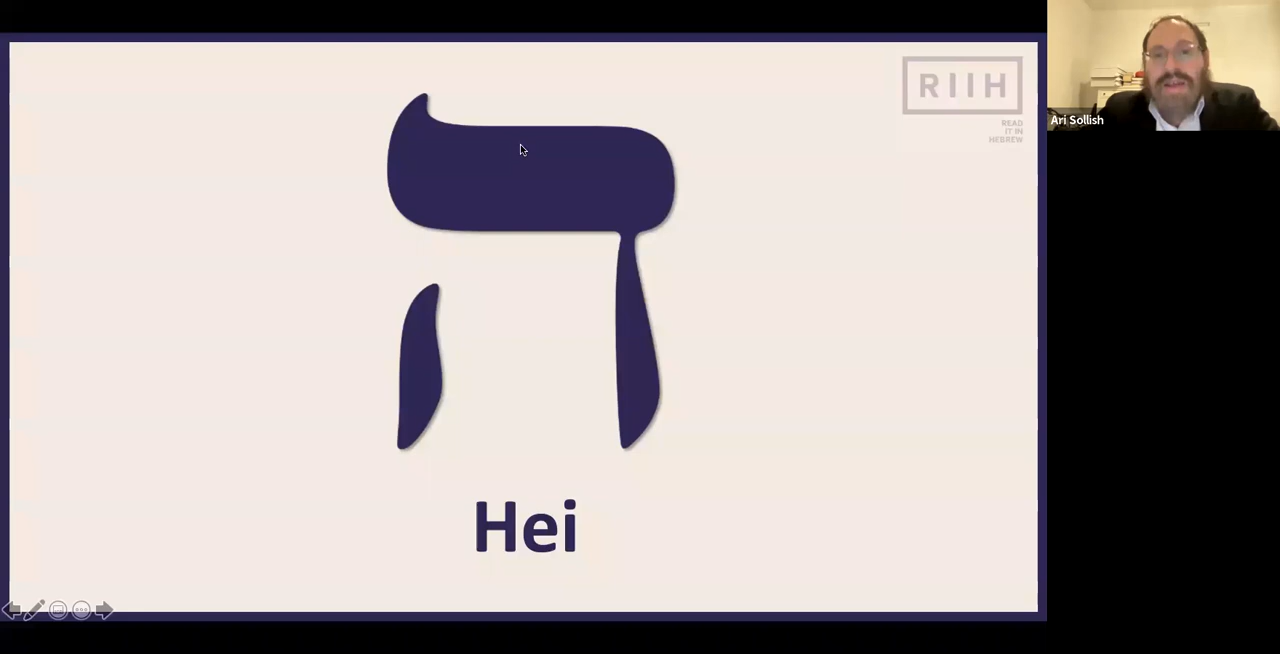 ה
Hei
RIIH
READ
IT IN
HEBREW
Ari Sollish